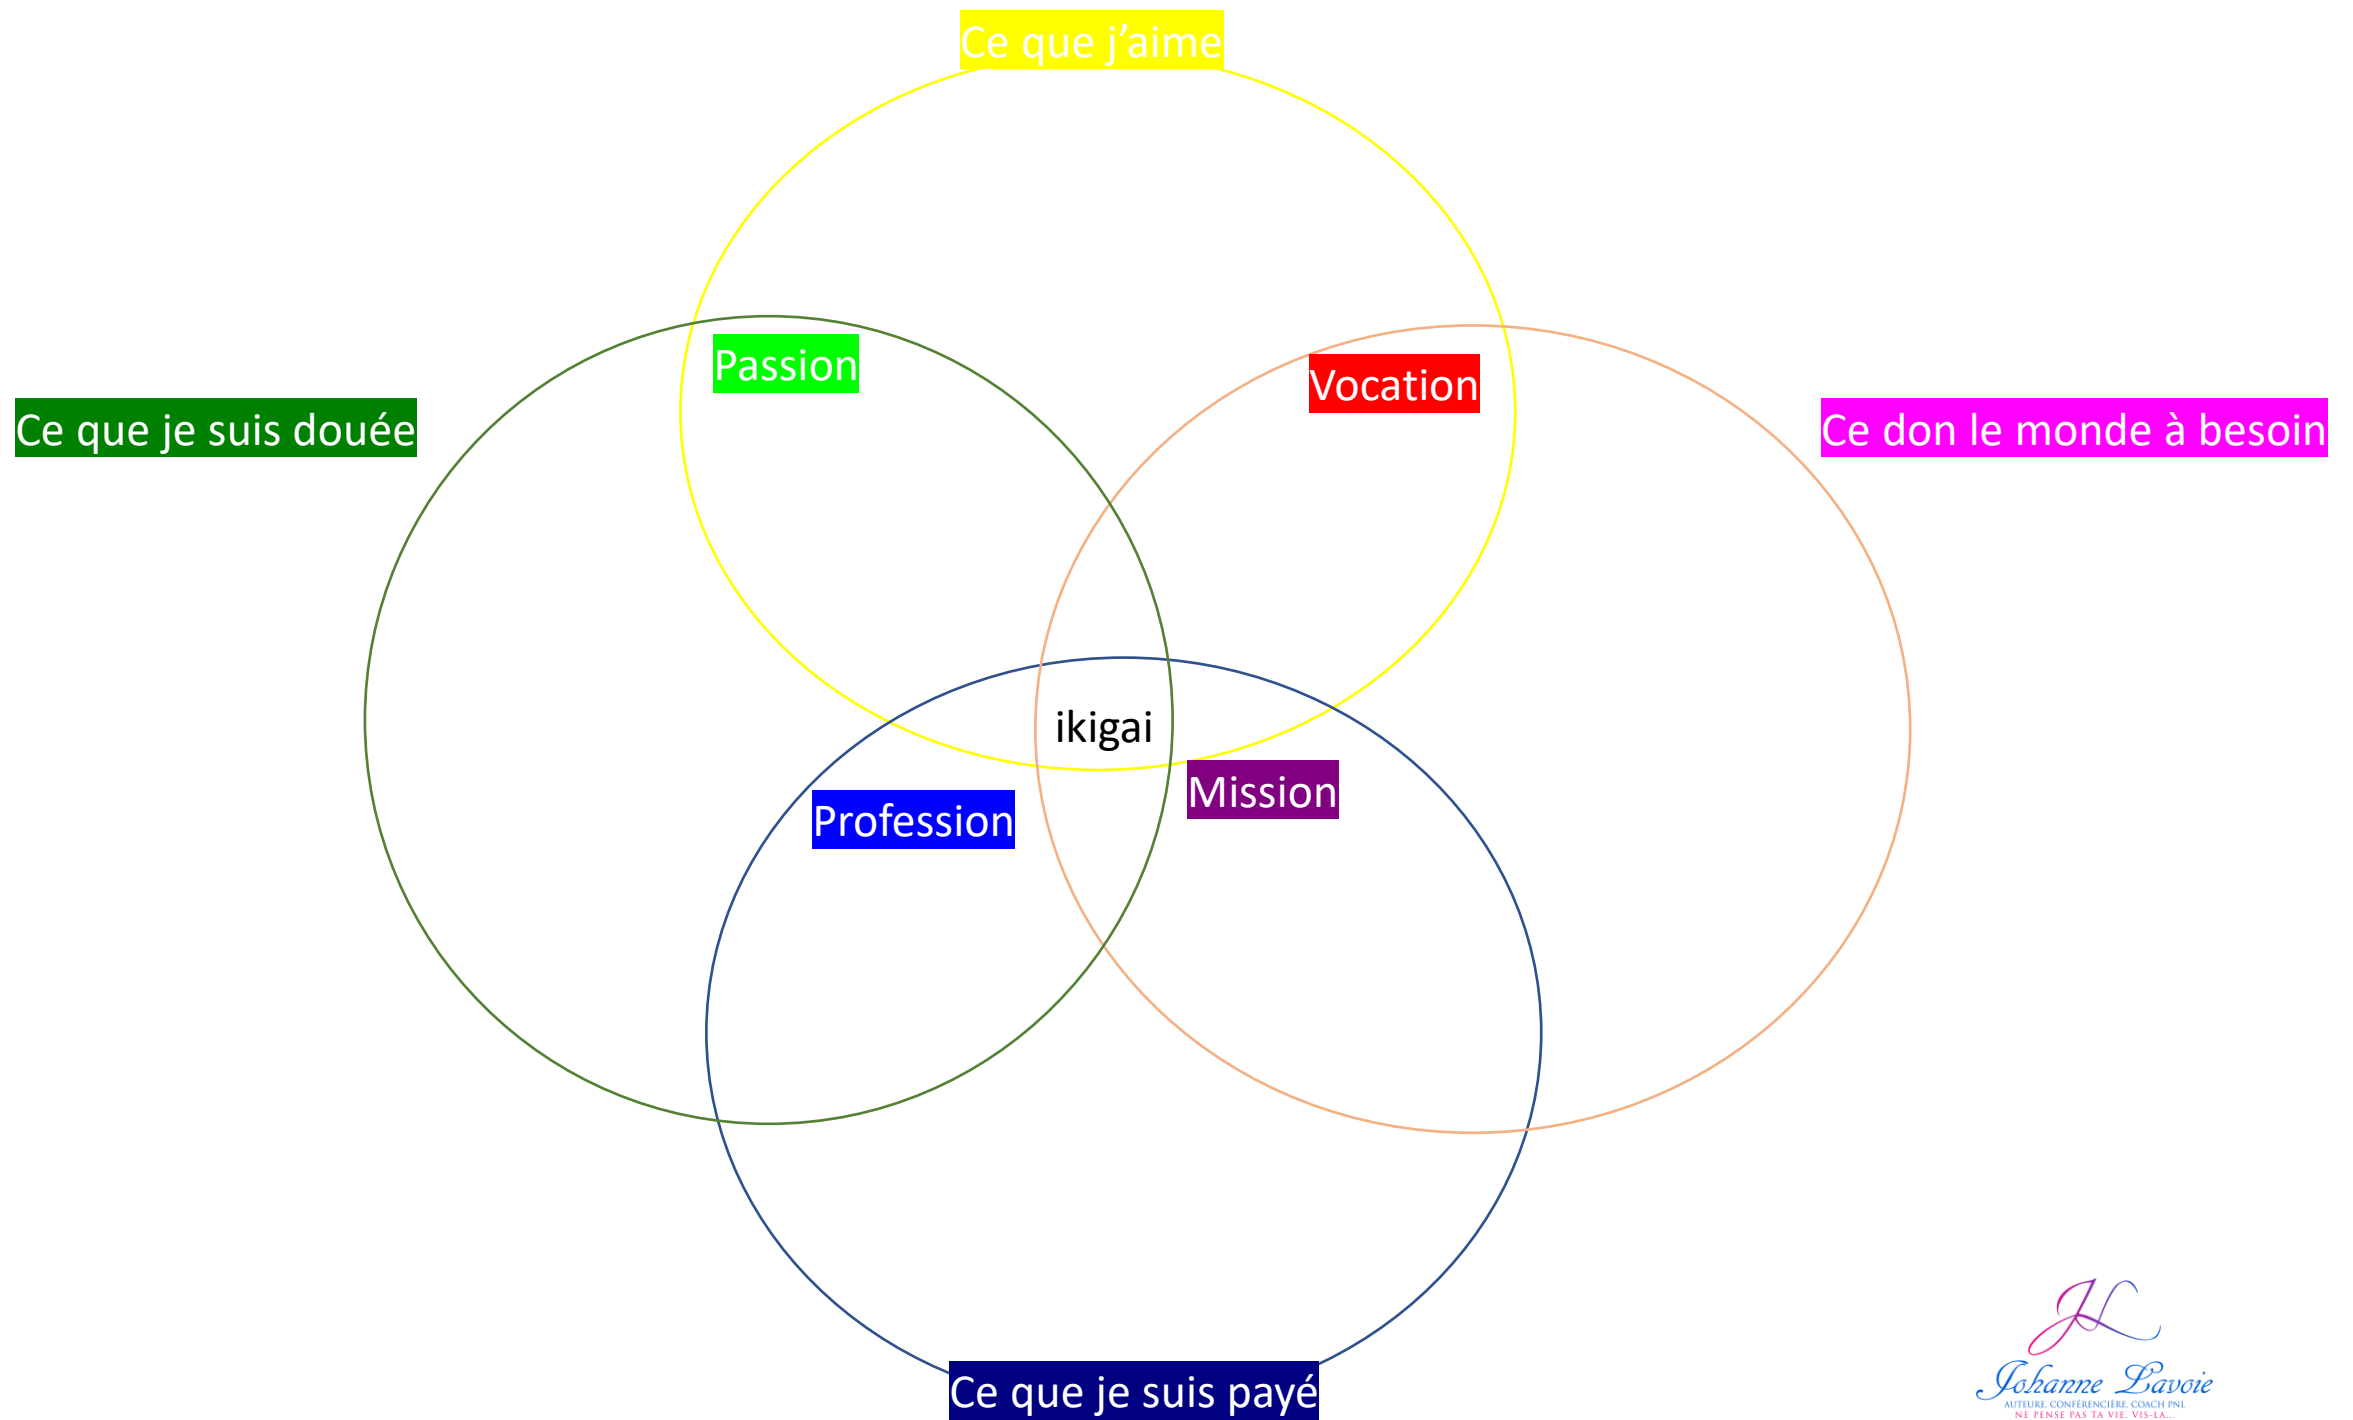 Ce que j’aime
Passion
Vocation
Ce que je suis douée
Ce don le monde à besoin
ikigai
Mission
Profession
Ce que je suis payé
JL
Johanne Lavoie
AUTEURE, CONFÉRENCIÈRE, COACH PNL
NE PENSE PAS TA VIE, VIS-LA...